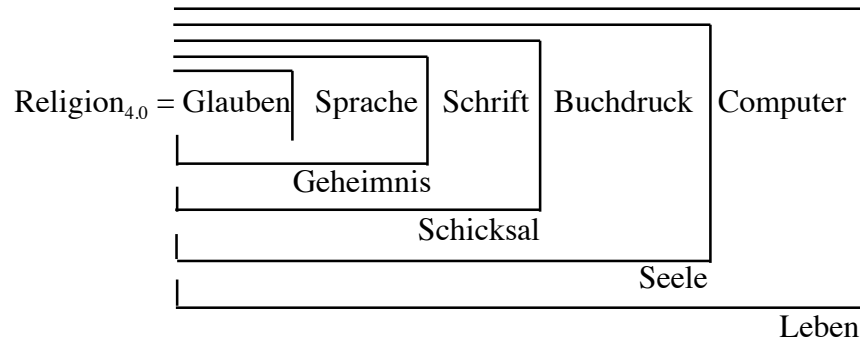 Religion4.0 = Glauben Sprache Schrift Buchdruck Computer
Geheimnis
Schicksal
Seele
Leben